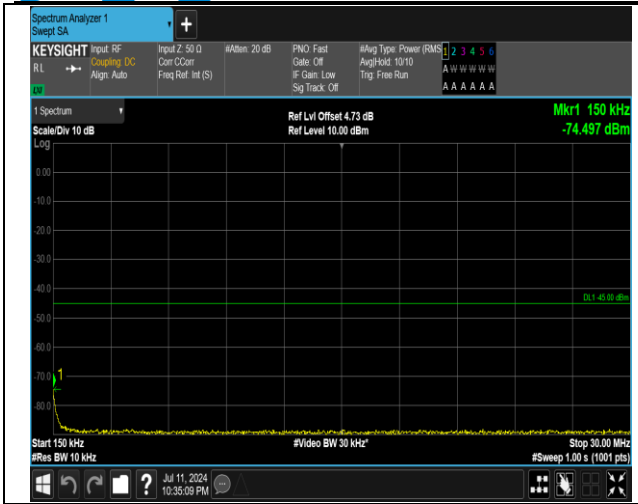 Spectrum Analyzer 1
Swept SA
+
KEYSIGHT
RL
Input: RF
Coupling: DC
Align: Auto
Input Z: 50 Ω
Corr CCorr
Freq Ref: Int (S)
#Atten: 20 dB
PNO: Fast
Gate: Off
IF Gain: Low
Sig Track: Off
#Avg Type: Power (RMS
Avg|Hold: 10/10
Trig: Free Run
1 2 3 4 5 6
A W W W W W
A A A A A A
1 Spectrum
Scale/Div 10 dB
Log
Ref Lvl Offset 4.73 dB
Ref Level 10.00 dBm
Mkr1 150 kHz
-74.497 dBm
0.00
-10.0
-20.0
-30.0
-40.0
DL1 -45.00 dBm
-50.0
-60.0
-70.0
1
-80.0
Start 150 kHz
#Res BW 10 kHz
#Video BW 30 kHz*
Stop 30.00 MHz
#Sweep 1.00 s (1001 pts)
?
Jul 11, 2024
10:35:09 PM